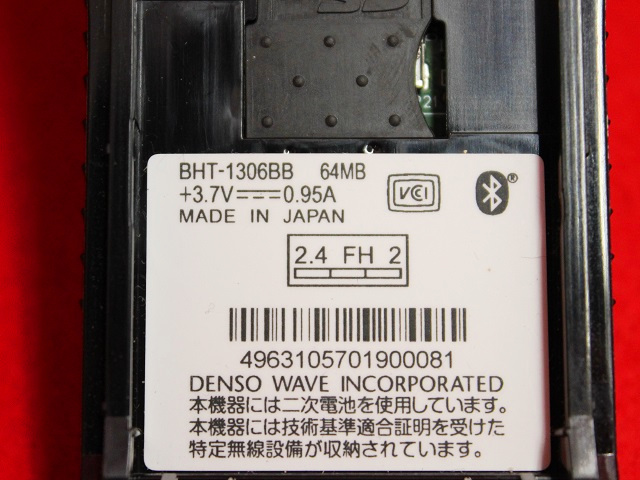 BHT-1306BB 64MB
+3.7V⎓0.95A
MADE IN JAPAN
VCI
2.4 FH 2
4963105701900081
DENSO WAVE INCORPORATED
本機器には二次電池を使用しています。
本機器には技術基準適合証明を受けた
特定無線設備が収納されています。